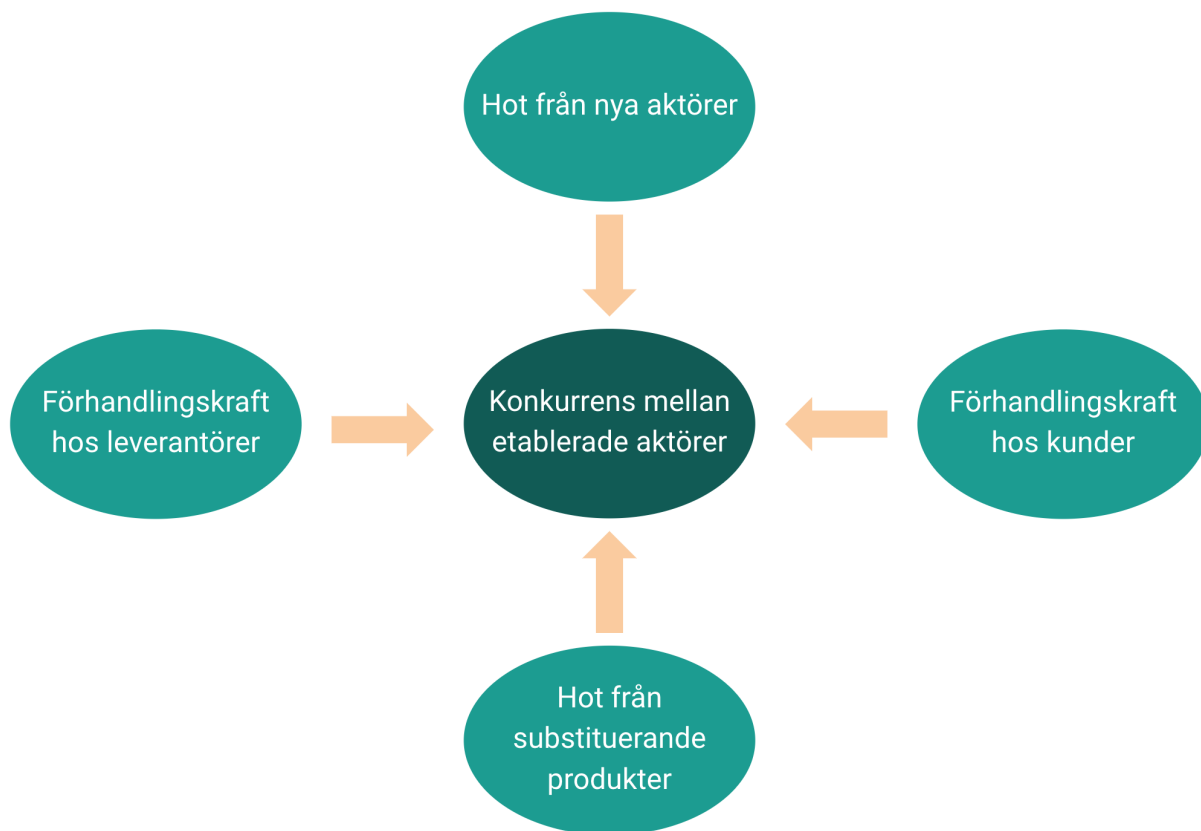 Hot från nya aktörer
Förhandlingskraft
hos leverantörer
Konkurrens mellan
etablerade aktörer
Förhandlingskraft
hos kunder
Hot från
substituerande
produkter